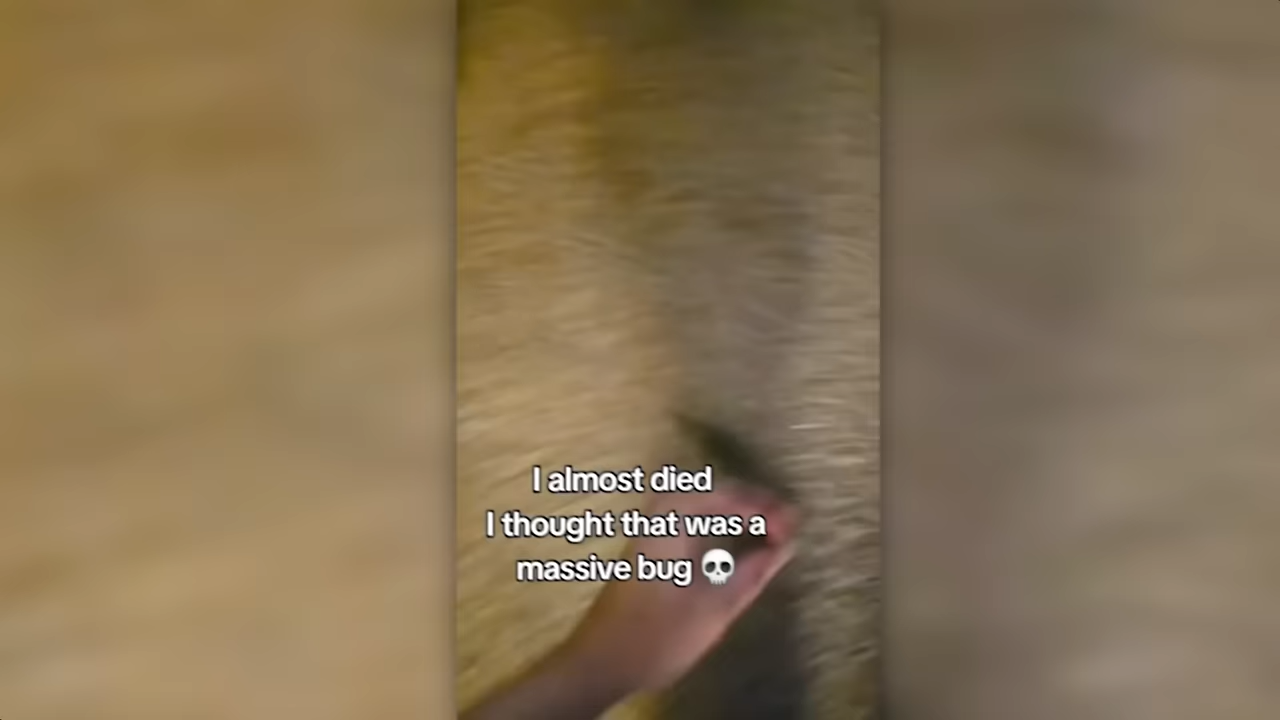 I almost died
I thought that was a
massive bug 💀